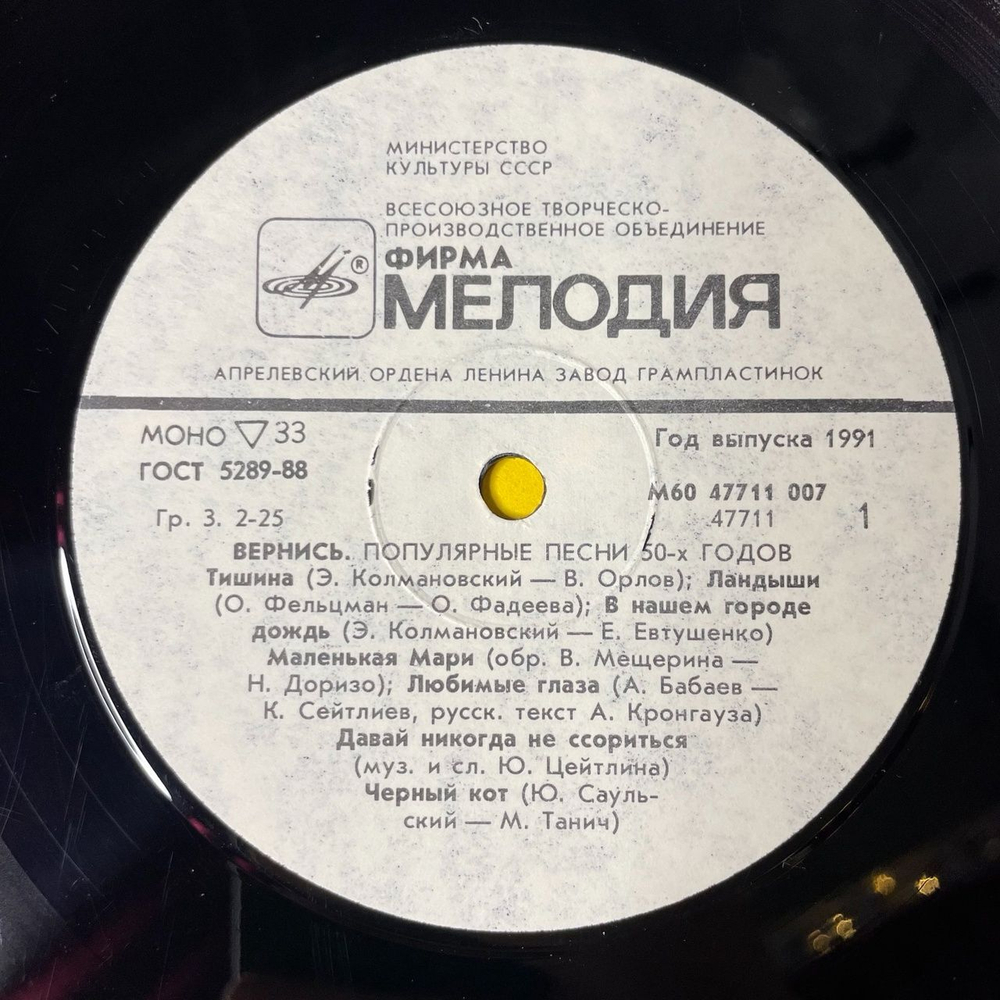 МИНИСТЕРСТВО
КУЛЬТУРЫ СССР
ВСЕСОЮЗНОЕ ТВОРЧЕСКО-
ПРОИЗВОДСТВЕННОЕ ОБЪЕДИНЕНИЕ
®
ФИРМА
МЕЛОДИЯ
АПРЕЛЕВСКИЙ ОРДЕНА ЛЕНИНА ЗАВОД ГРАМПЛАСТИНОК
МОНО ▽ 33
Год выпуска 1991
ГОСТ 5289-88
М60 47711 007
Гр. 3. 2-25
47711
1
ВЕРНИСЬ. ПОПУЛЯРНЫЕ ПЕСНИ 50-х ГОДОВ
Тишина (Э. Колмановский — В. Орлов); Ландыши
(О. Фельцман — О. Фадеева); В нашем городе
дождь (Э. Колмановский — Е. Евтушенко)
Маленькая Мари (обр. В. Мещерина —
Н. Доризо); Любимые глаза (А. Бабаев —
К. Сейтлиев, русск. текст А. Кронгауза)
Давай никогда не ссориться
(муз. и сл. Ю. Цейтлина)
Черный кот (Ю. Сауль-
ский — М. Танич)